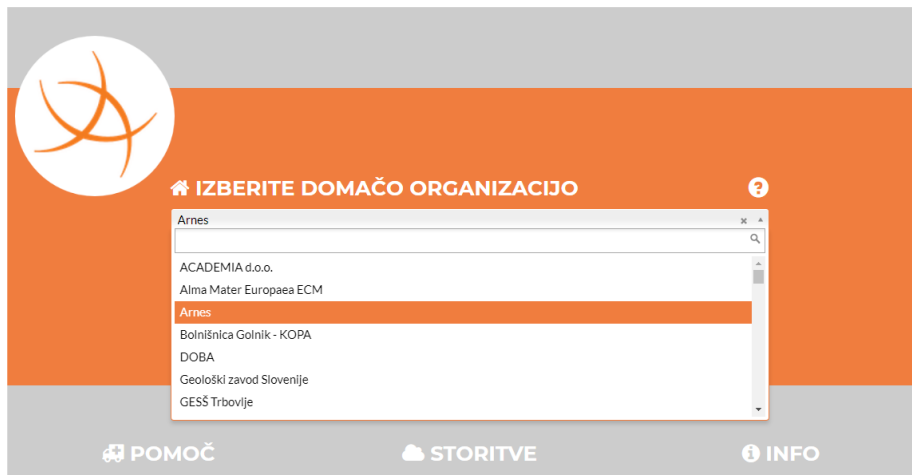 IZBERITE DOMAČO ORGANIZACIJO
Arnes
ACADEMIA d.o.o.
Alma Mater Europaea ECM
Arnes
Bolnišnica Golnik - KOPA
DOBA
Geološki zavod Slovenije
GESŠ Trbovlje
POMOČ STORITVE INFO